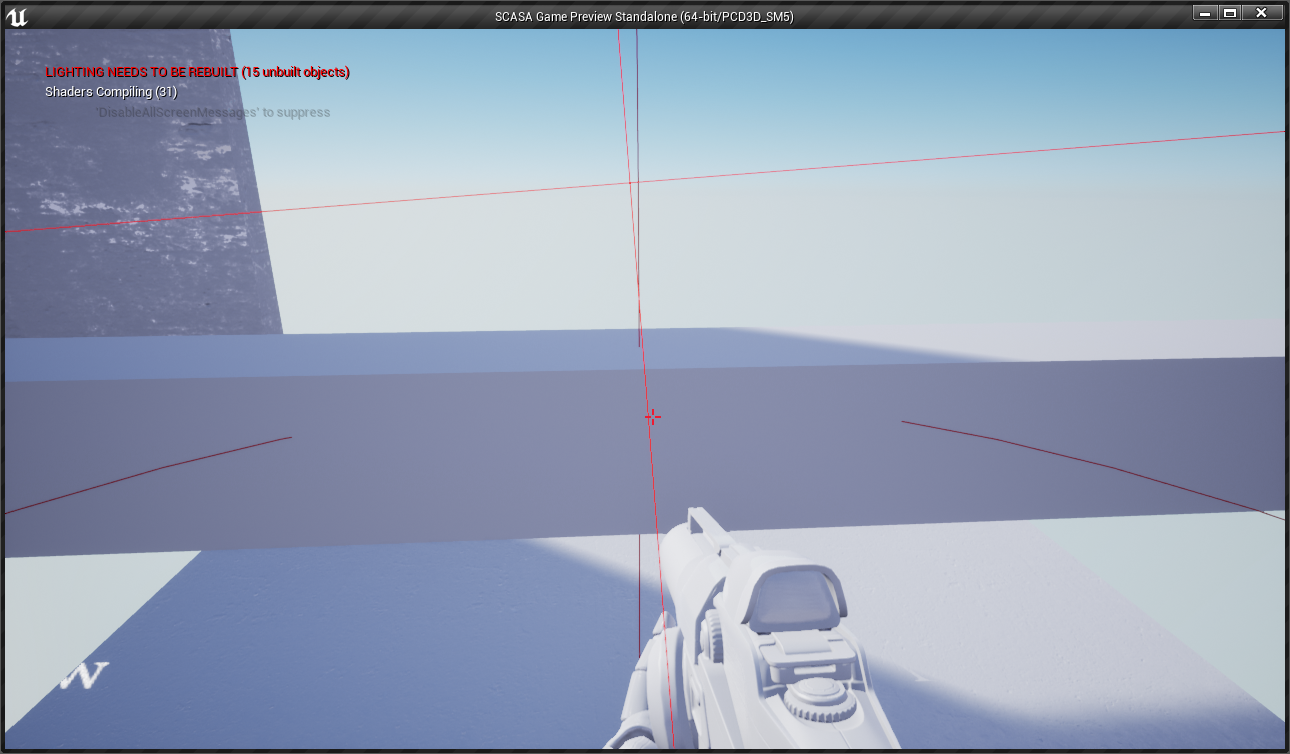 SCASA Game Preview Standalone (64-bit/PCD3D_SM5)
LIGHTING NEEDS TO BE REBUILT (15 unbuilt objects)
Shaders Compiling (31)
'DisableAllScreenMessages' to suppress
W